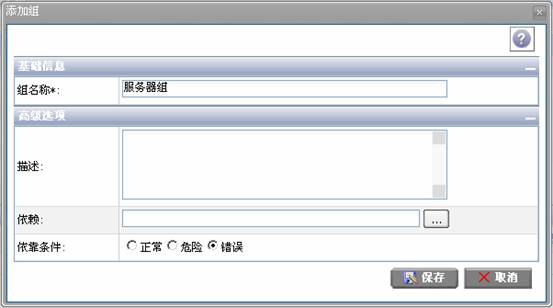 添加组
?
基础信息
组名称*: 服务器组
高级选项
描述:
依赖: ...
依靠条件: 正常 危险 错误
保存 取消